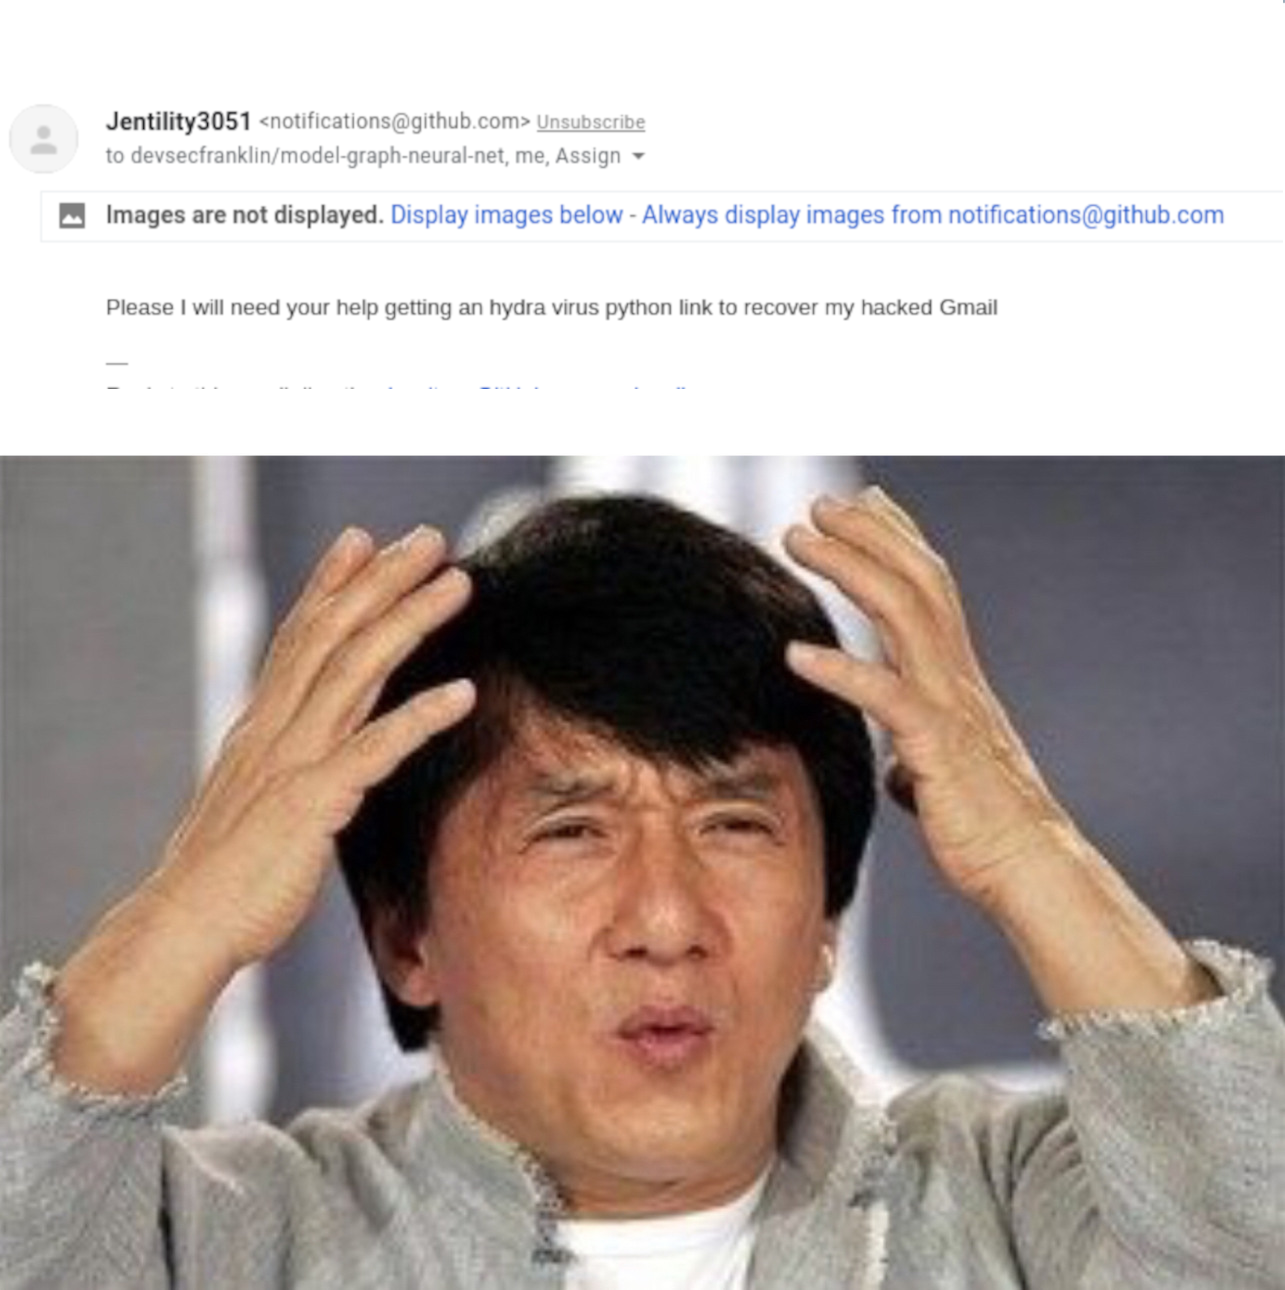 Jentility3051 <notifications@github.com> Unsubscribe
to devsecfranklin/model-graph-neural-net, me, Assign
Images are not displayed. Display images below - Always display images from notifications@github.com
Please I will need your help getting an hydra virus python link to recover my hacked Gmail
—